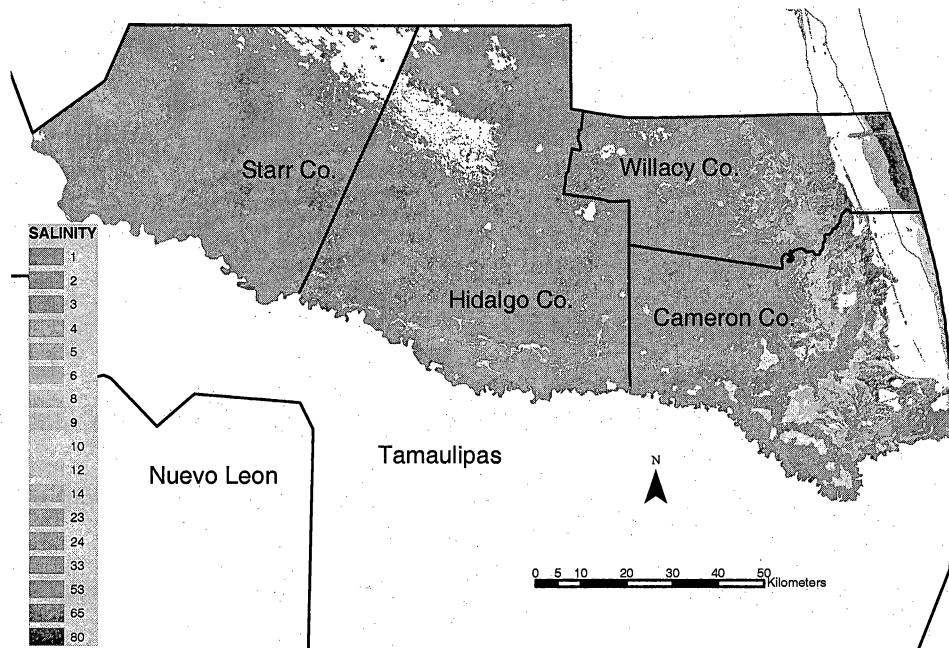 Starr Co.
Willacy Co.
Hidalgo Co.
Cameron Co.
SALINITY
1
2
3
4
5
6
8
9
10
12
14
23
24
33
53
65
80
Nuevo Leon
Tamaulipas
N
0 5 10 20 30 40 50
Kilometers